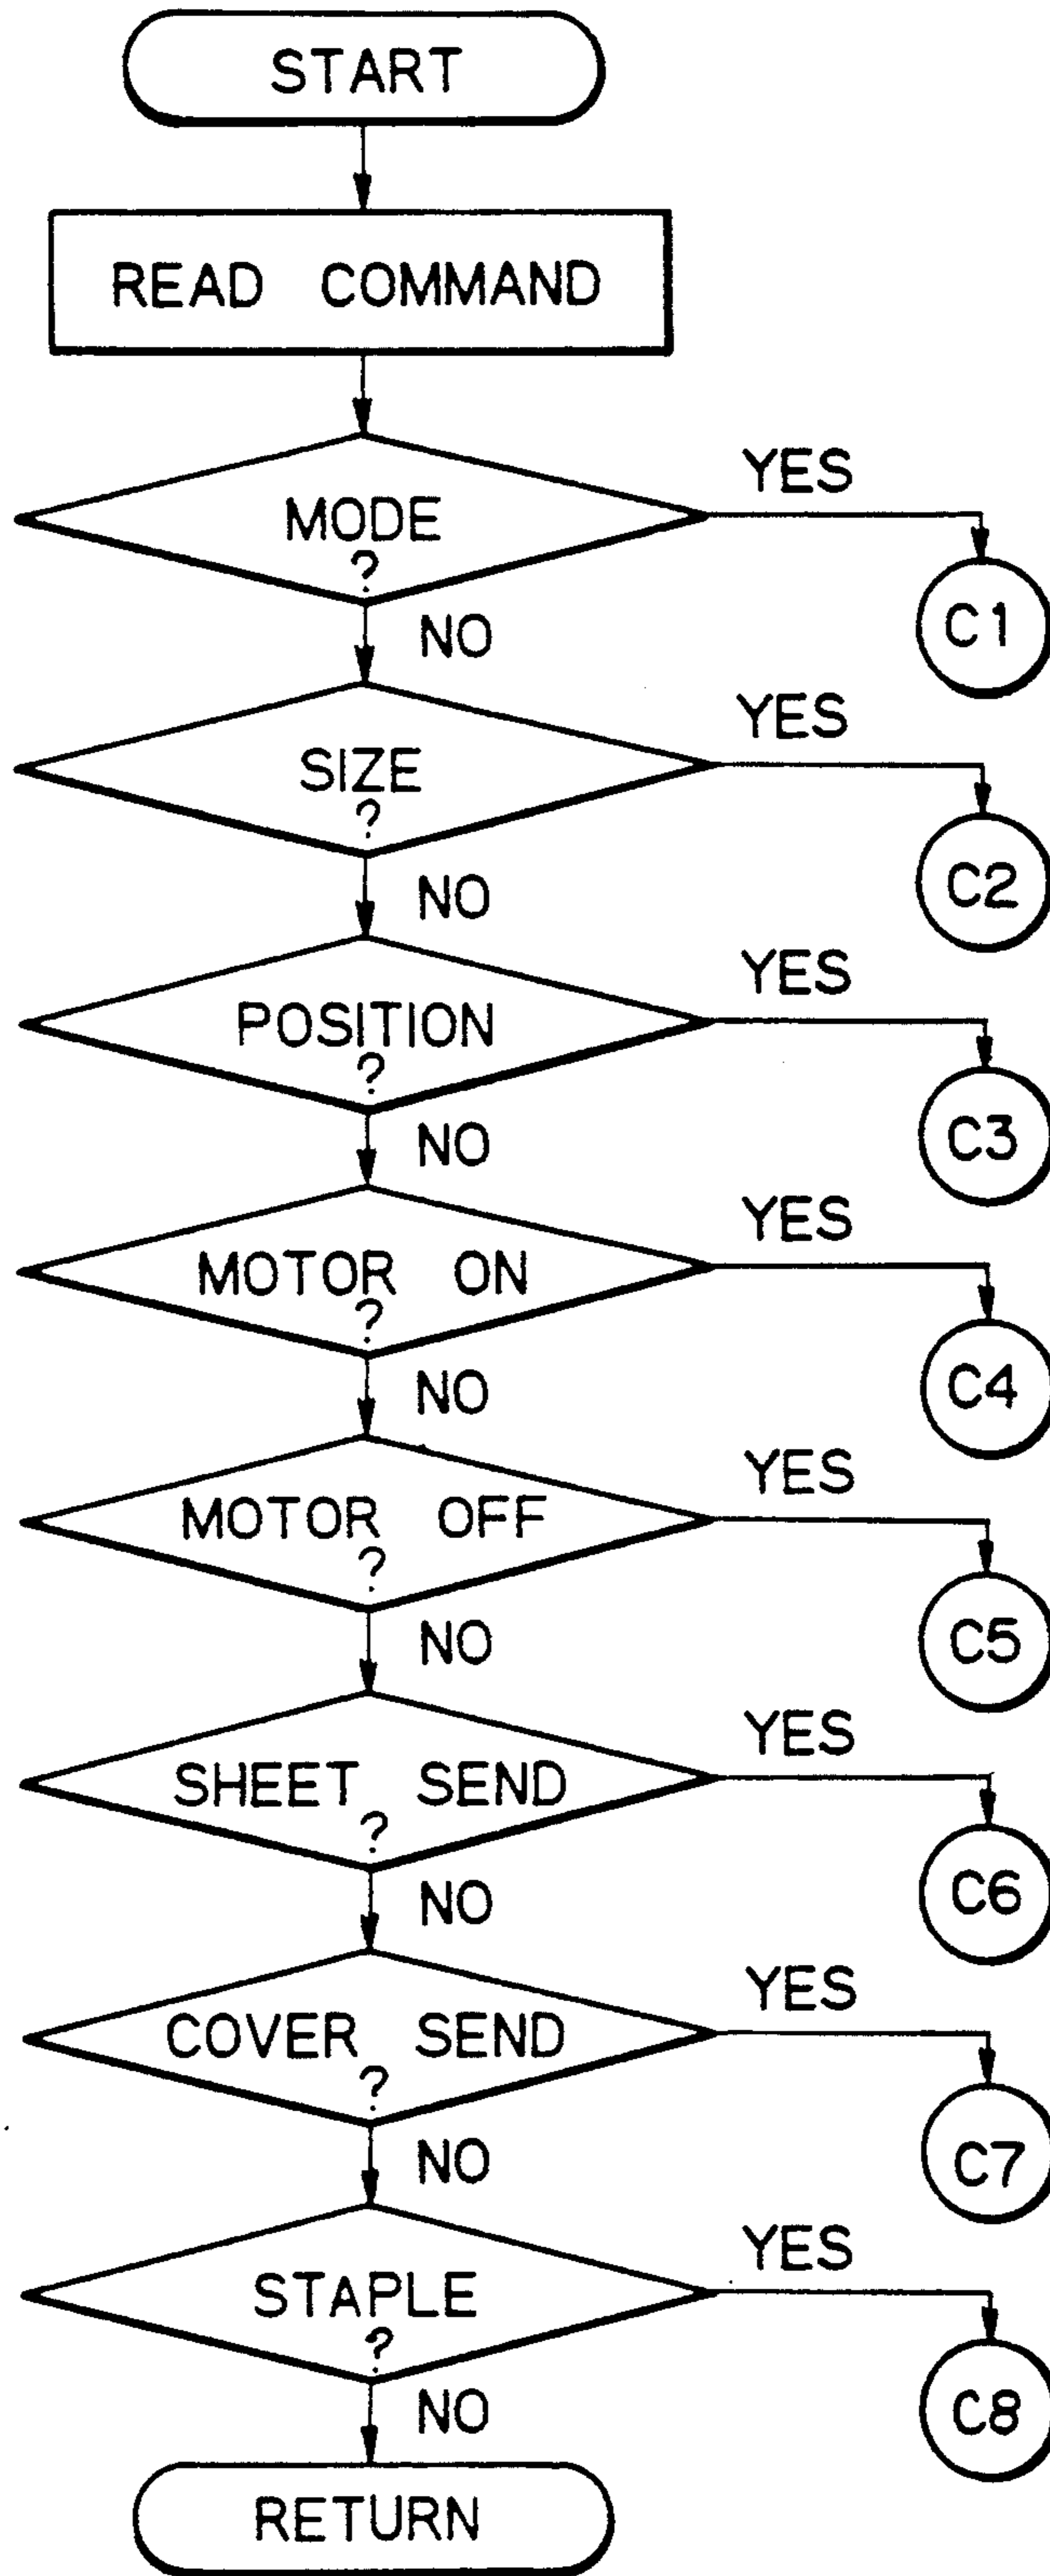 START
READ COMMAND
MODE
?
YES
C1
NO
SIZE
?
YES
C2
NO
POSITION
?
YES
C3
NO
MOTOR ON
?
YES
C4
NO
MOTOR OFF
?
YES
C5
NO
SHEET SEND
?
YES
C6
NO
COVER SEND
?
YES
C7
NO
STAPLE
?
YES
C8
NO
RETURN